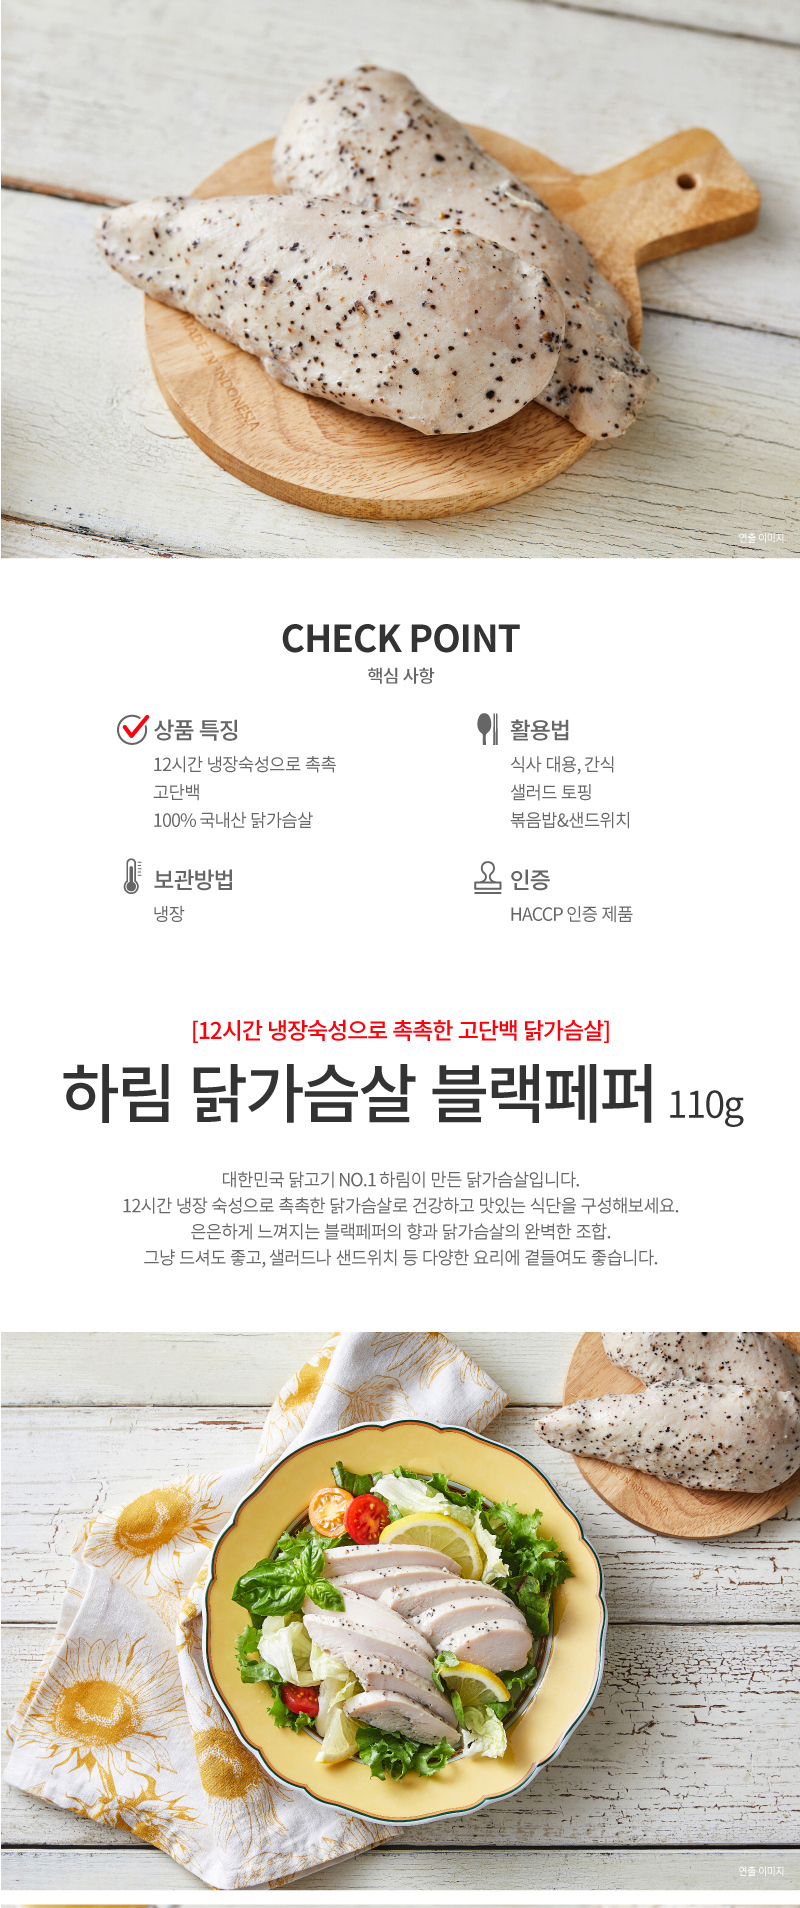 MADE IN INDONESIA
연출 이미지
CHECK POINT
핵심 사항
상품 특징
12시간 냉장숙성으로 촉촉
고단백
100% 국내산 닭가슴살
활용법
식사 대용, 간식
샐러드 토핑
볶음밥&샌드위치
보관방법
냉장
인증
HACCP 인증 제품
[12시간 냉장숙성으로 촉촉한 고단백 닭가슴살]
하림 닭가슴살 블랙페퍼 110g
대한민국 닭고기 NO.1 하림이 만든 닭가슴살입니다.
12시간 냉장 숙성으로 촉촉한 닭가슴살로 건강하고 맛있는 식단을 구성해보세요.
은은하게 느껴지는 블랙페퍼의 향과 닭가슴살의 완벽한 조합.
그냥 드셔도 좋고, 샐러드나 샌드위치 등 다양한 요리에 곁들여도 좋습니다.
MADE IN INDONESIA
연출 이미지